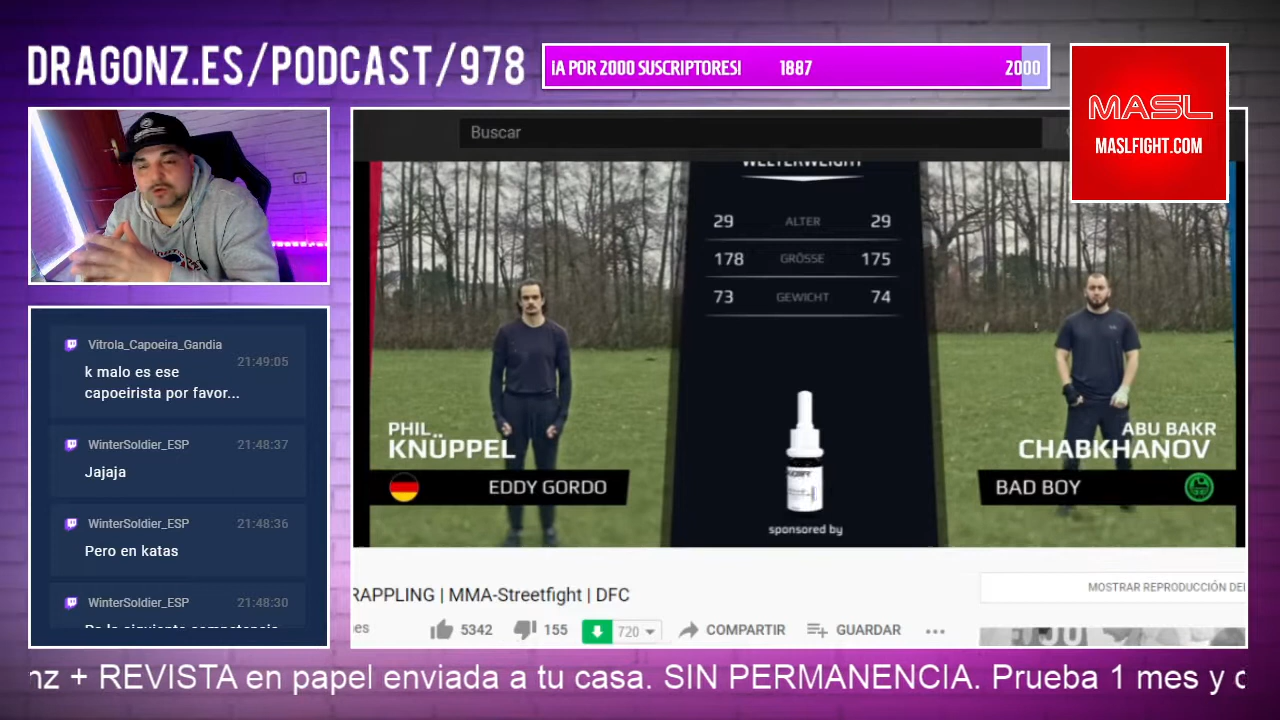 DRAGONZ.ES/PODCAST/978
IA POR 2000 SUSCRIPTORES!
1887
2000
MASL
MASLFIGHT.COM
Buscar
WELTERWEIGHT
29 ALTER 29
178 GRÖSSE 175
73 GEWICHT 74
PHIL
KNÜPPEL
EDDY GORDO
ABU BAKR
CHABKHANOV
BAD BOY
sponsored by
Vitrola_Capoeira_Gandia
21:49:05
k malo es ese
capoeirista por favor...
WinterSoldier_ESP 21:48:37
Jajaja
WinterSoldier_ESP 21:48:36
Pero en katas
WinterSoldier_ESP 21:48:30
RAPPLING | MMA-Streetfight | DFC
MOSTRAR REPRODUCCIÓN DEL
nes
5342
155
720
COMPARTIR
GUARDAR
nz + REVISTA en papel enviada a tu casa. SIN PERMANENCIA. Prueba 1 mes y c